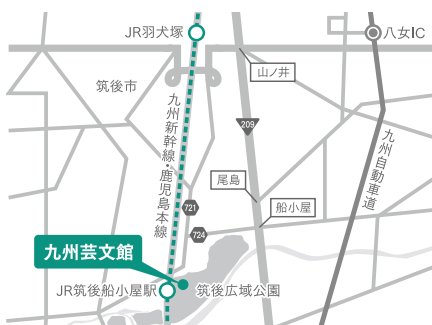 JR羽犬塚
八女IC
山ノ井
筑後市
209
九州新幹線・鹿児島本線
九州自動車道
尾島
721
船小屋
724
九州芸文館
JR筑後船小屋駅
筑後広域公園